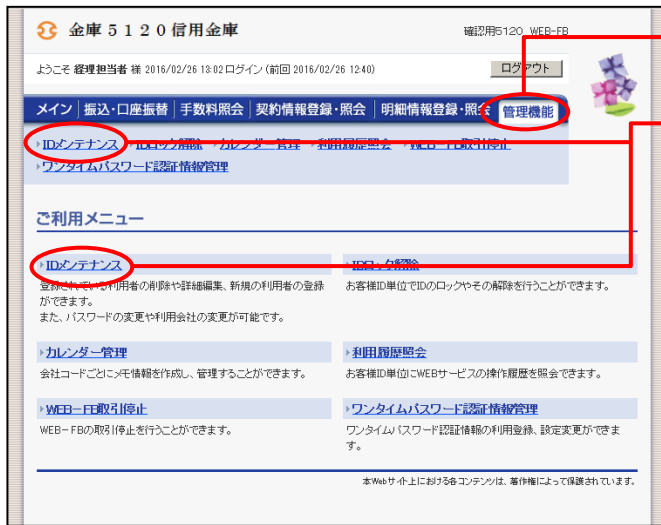 金庫5120信用金庫
確認用5120_WEB-FB
ようこそ 経理担当者 様 2016/02/26 13:02 ログイン (前回 2016/02/26 12:40)
ログアウト
メイン 振込・口座振替 手数料照会 契約情報登録・照会 明細情報登録・照会 管理機能
IDメンテナンス IDロック解除 カレンダー管理 利用履歴照会 WEB-FB取引停止
ワンタイムパスワード認証情報管理
ご利用メニュー
IDメンテナンス
登録されている利用者の削除や詳細編集、新規の利用者の登録
ができます。
また、パスワードの変更や利用会社の変更が可能です。
IDロック解除
お客様ID単位でIDのロックやその解除を行うことができます。
カレンダー管理
会社コードごとにメモ情報を作成し、管理することができます。
利用履歴照会
お客様ID単位にWEBサービスの操作履歴を照会できます。
WEB-FB取引停止
WEB-FBの取引停止を行うことができます。
ワンタイムパスワード認証情報管理
ワンタイムパスワード認証情報の利用登録、設定変更ができま
す。
本Webサイト上における各コンテンツは、著作権によって保護されています。